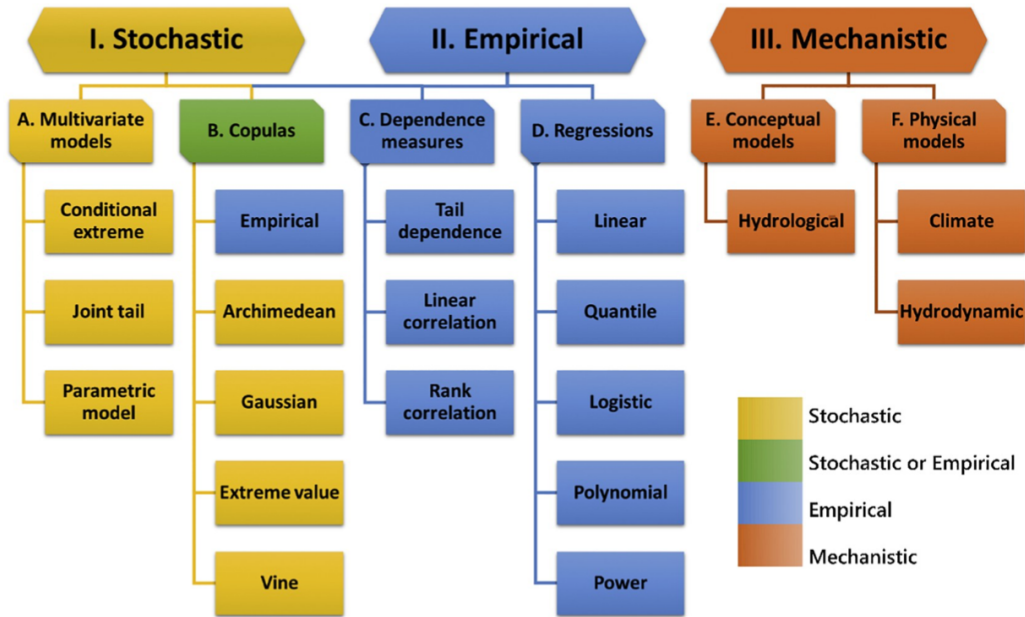 I. Stochastic
II. Empirical
III. Mechanistic
A. Multivariate
models
B. Copulas
C. Dependence
measures
D. Regressions
E. Conceptual
models
F. Physical
models
Conditional
extreme
Joint tail
Parametric
model
Empirical
Archimedean
Gaussian
Extreme value
Vine
Tail
dependence
Linear
correlation
Rank
correlation
Linear
Quantile
Logistic
Polynomial
Power
Hydrological
Climate
Hydrodynamic
Stochastic
Stochastic or Empirical
Empirical
Mechanistic